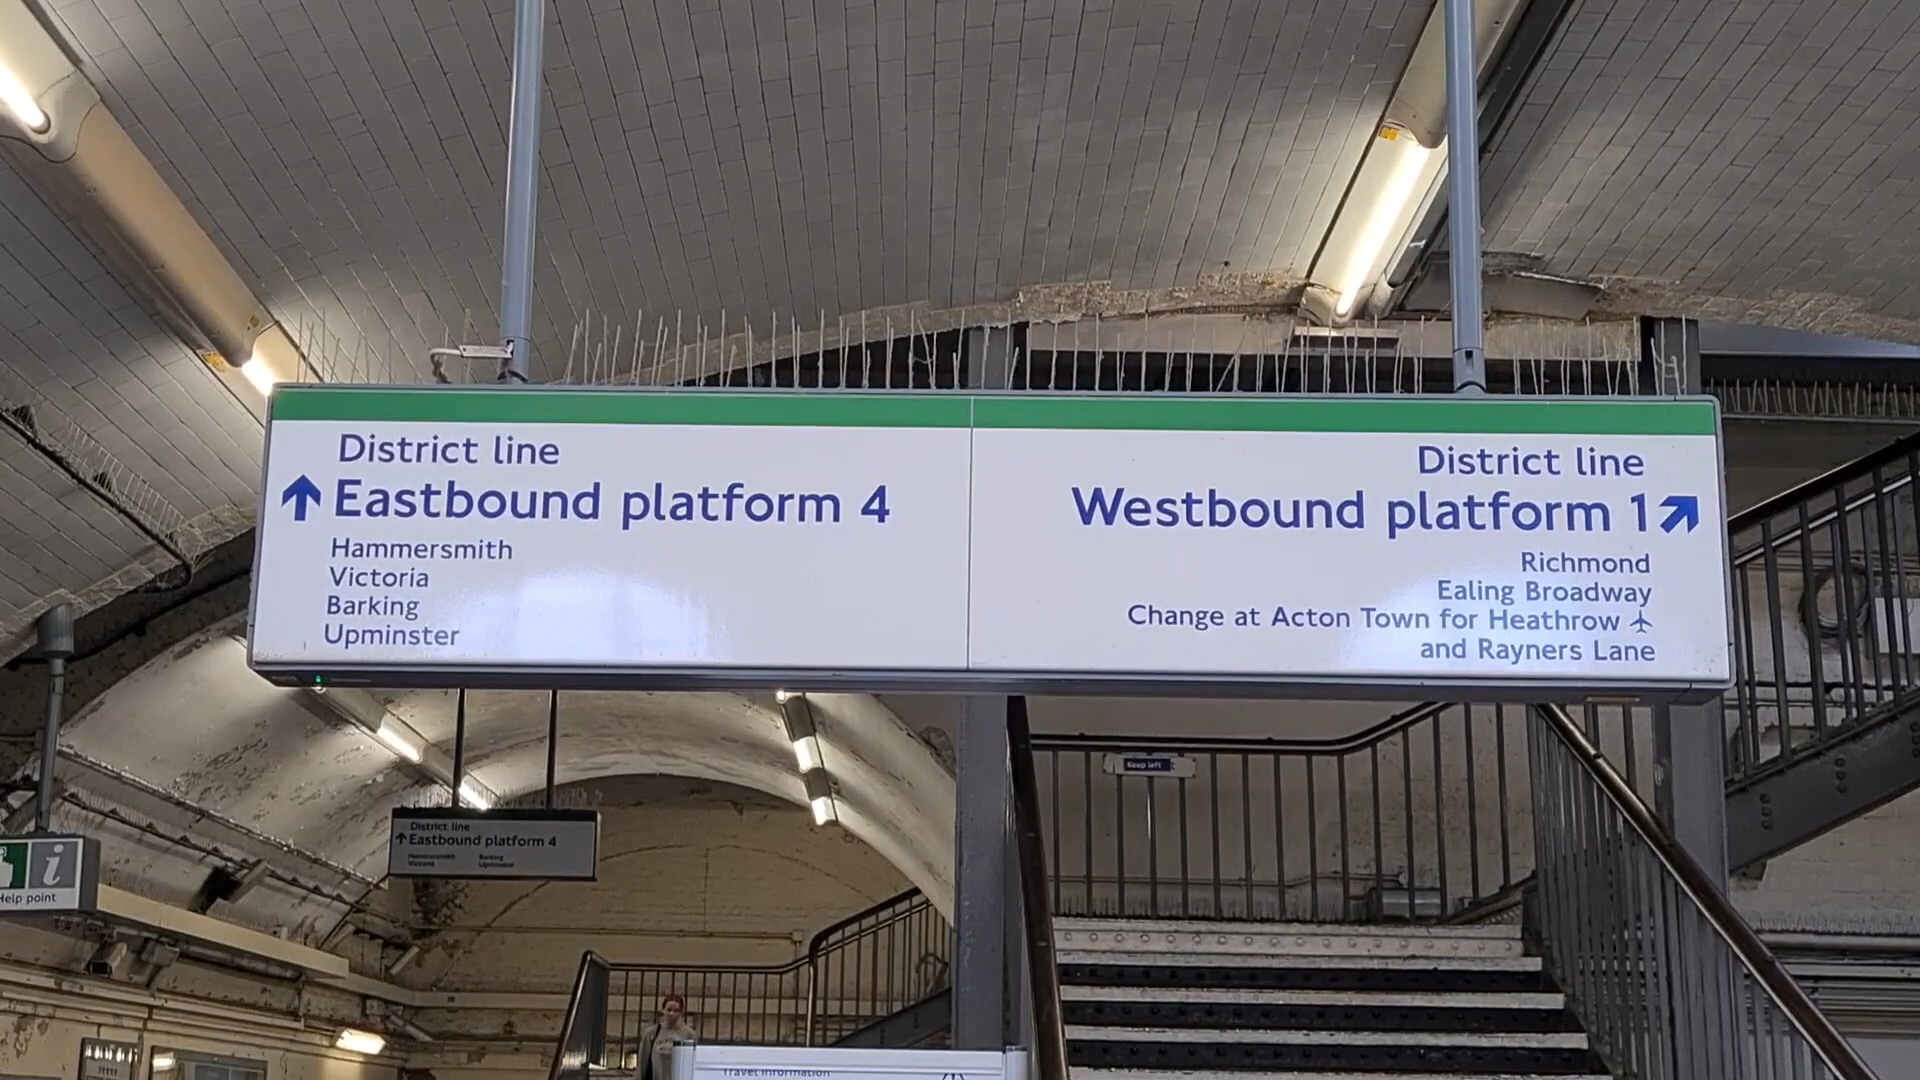 District line
Eastbound platform 4
Hammersmith
Victoria
Barking
Upminster
District line
Westbound platform 1
Richmond
Ealing Broadway
Change at Acton Town for Heathrow
and Rayners Lane
Keep left
District line
Eastbound platform 4
Hammersmith Barking
Victoria Upminster
Help point
Travel information